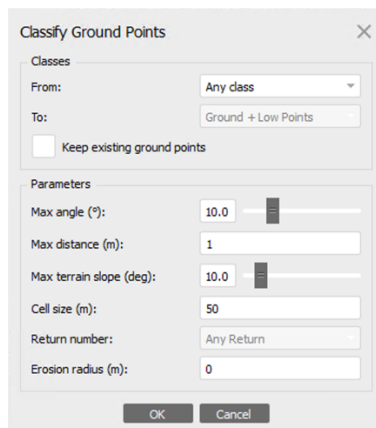 Classify Ground Points
Classes
From: Any class
To: Ground + Low Points
Keep existing ground points
Parameters
Max angle (°): 10.0
Max distance (m): 1
Max terrain slope (deg): 10.0
Cell size (m): 50
Return number: Any Return
Erosion radius (m): 0
OK Cancel